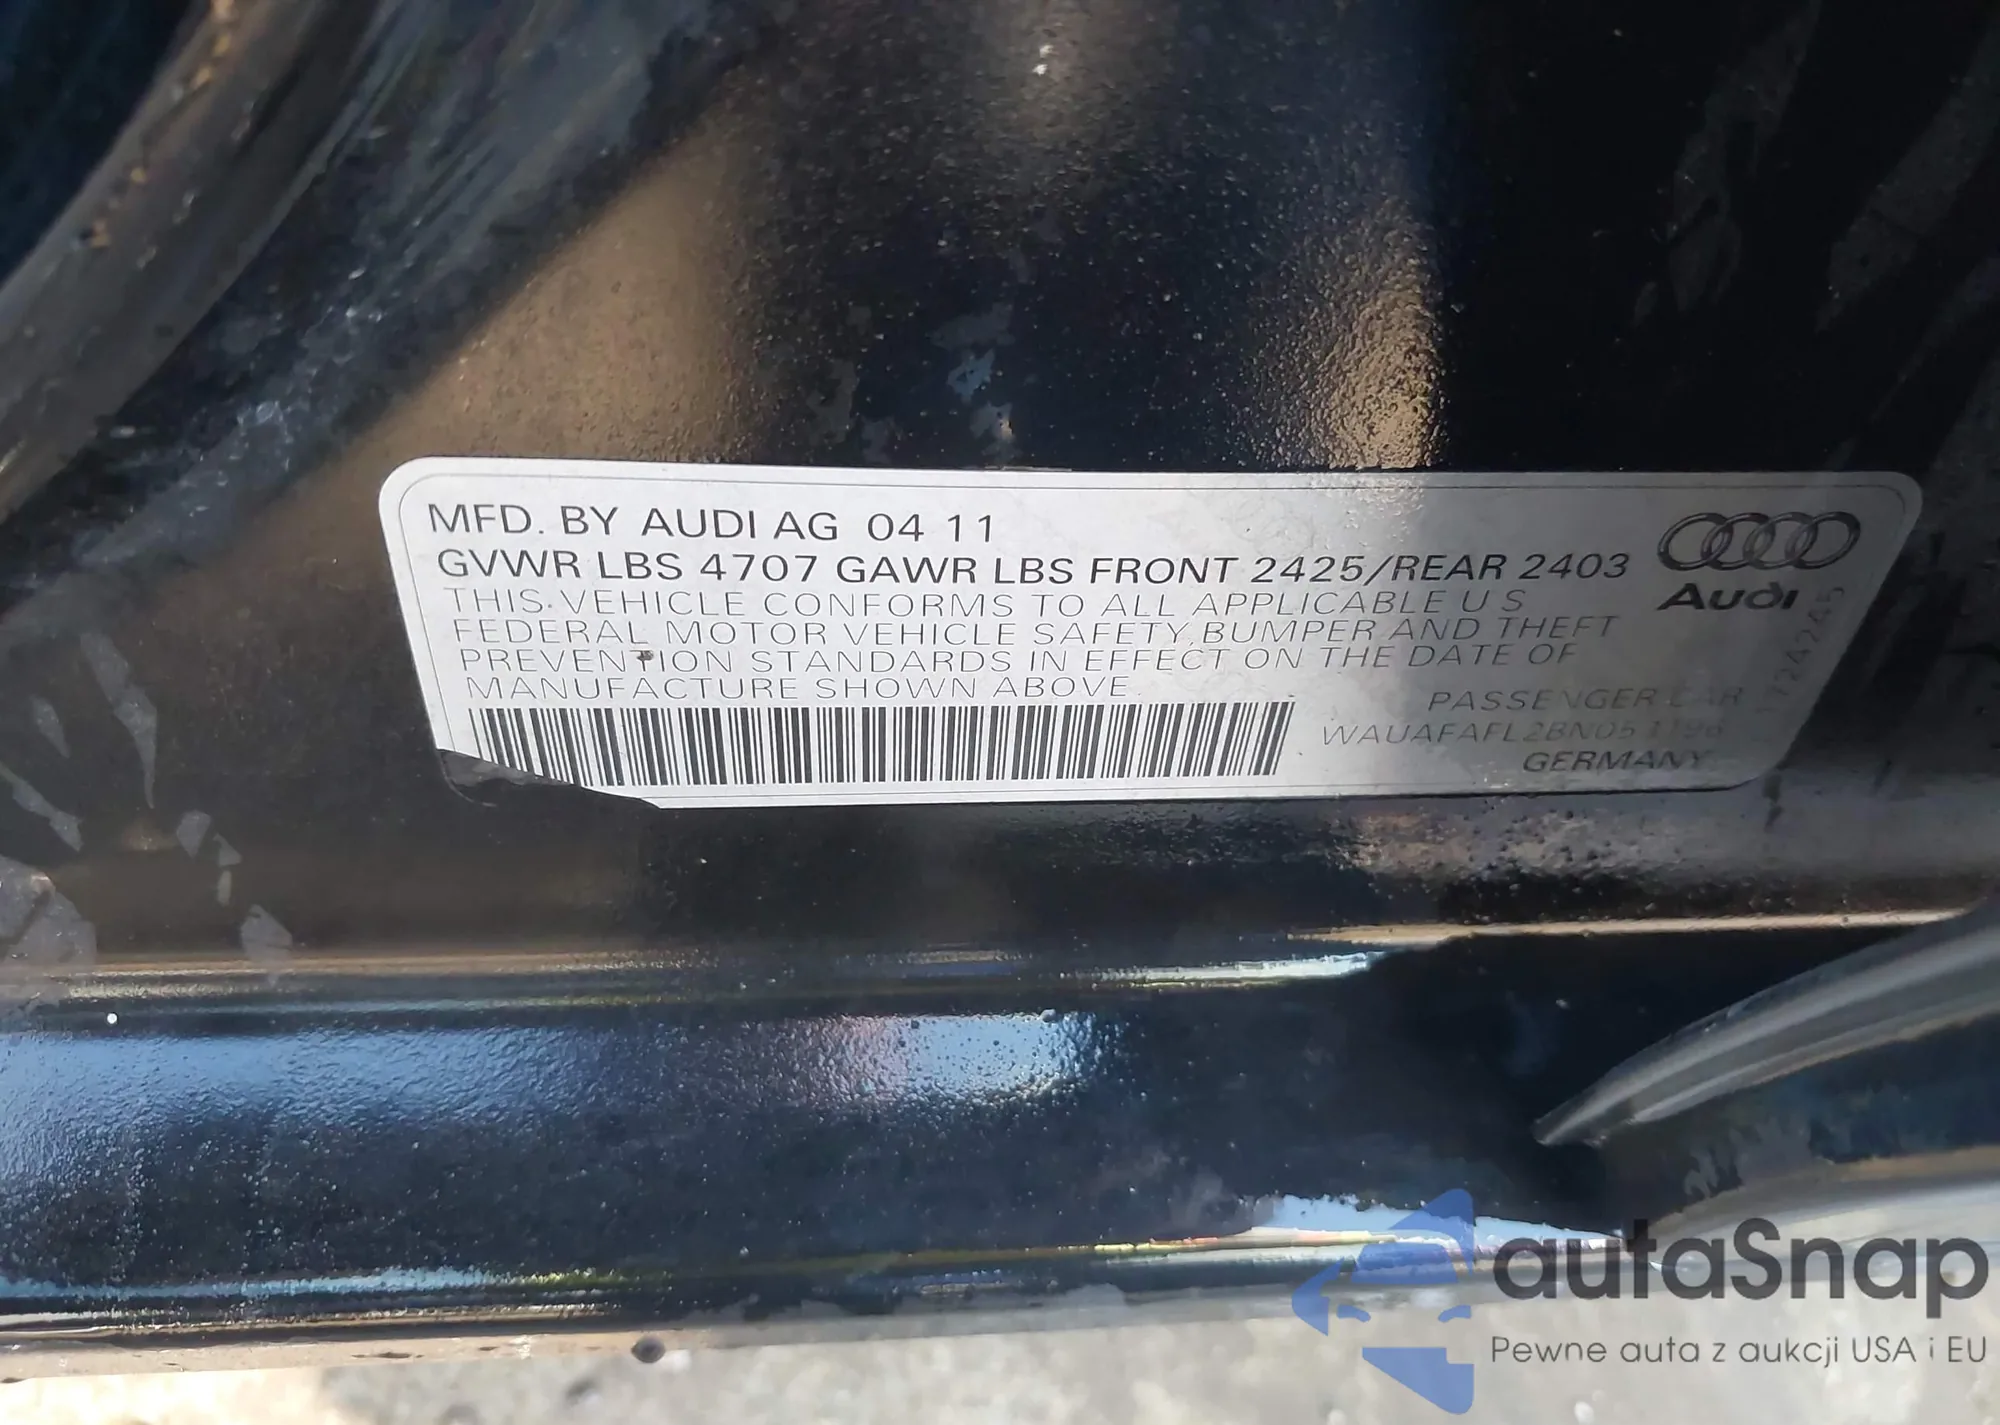 MFD. BY AUDI AG 04 11
GVWR LBS 4707 GAWR LBS FRONT 2425/REAR 2403
THIS VEHICLE CONFORMS TO ALL APPLICABLE U S
FEDERAL MOTOR VEHICLE SAFETY, BUMPER AND THEFT
PREVENTION STANDARDS IN EFFECT ON THE DATE OF
MANUFACTURE SHOWN ABOVE.
PASSENGER CAR
GERMANY
Audi
autaSnap
Pewne auta z aukcji USA i EU